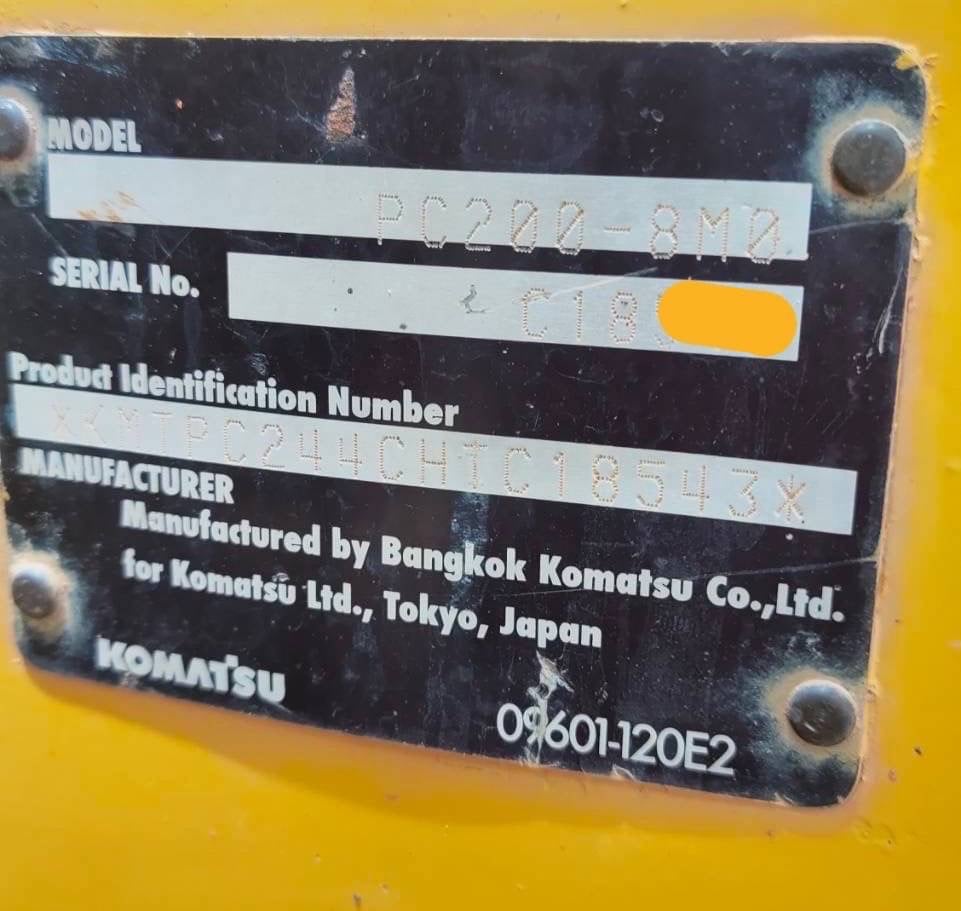 MODEL
PC200-8M0
SERIAL No.
C18
Product Identification Number
*KMTPC244CHIC18543*
MANUFACTURER
Manufactured by Bangkok Komatsu Co.,Ltd.
for Komatsu Ltd., Tokyo, Japan
KOMATSU
09601-120E2